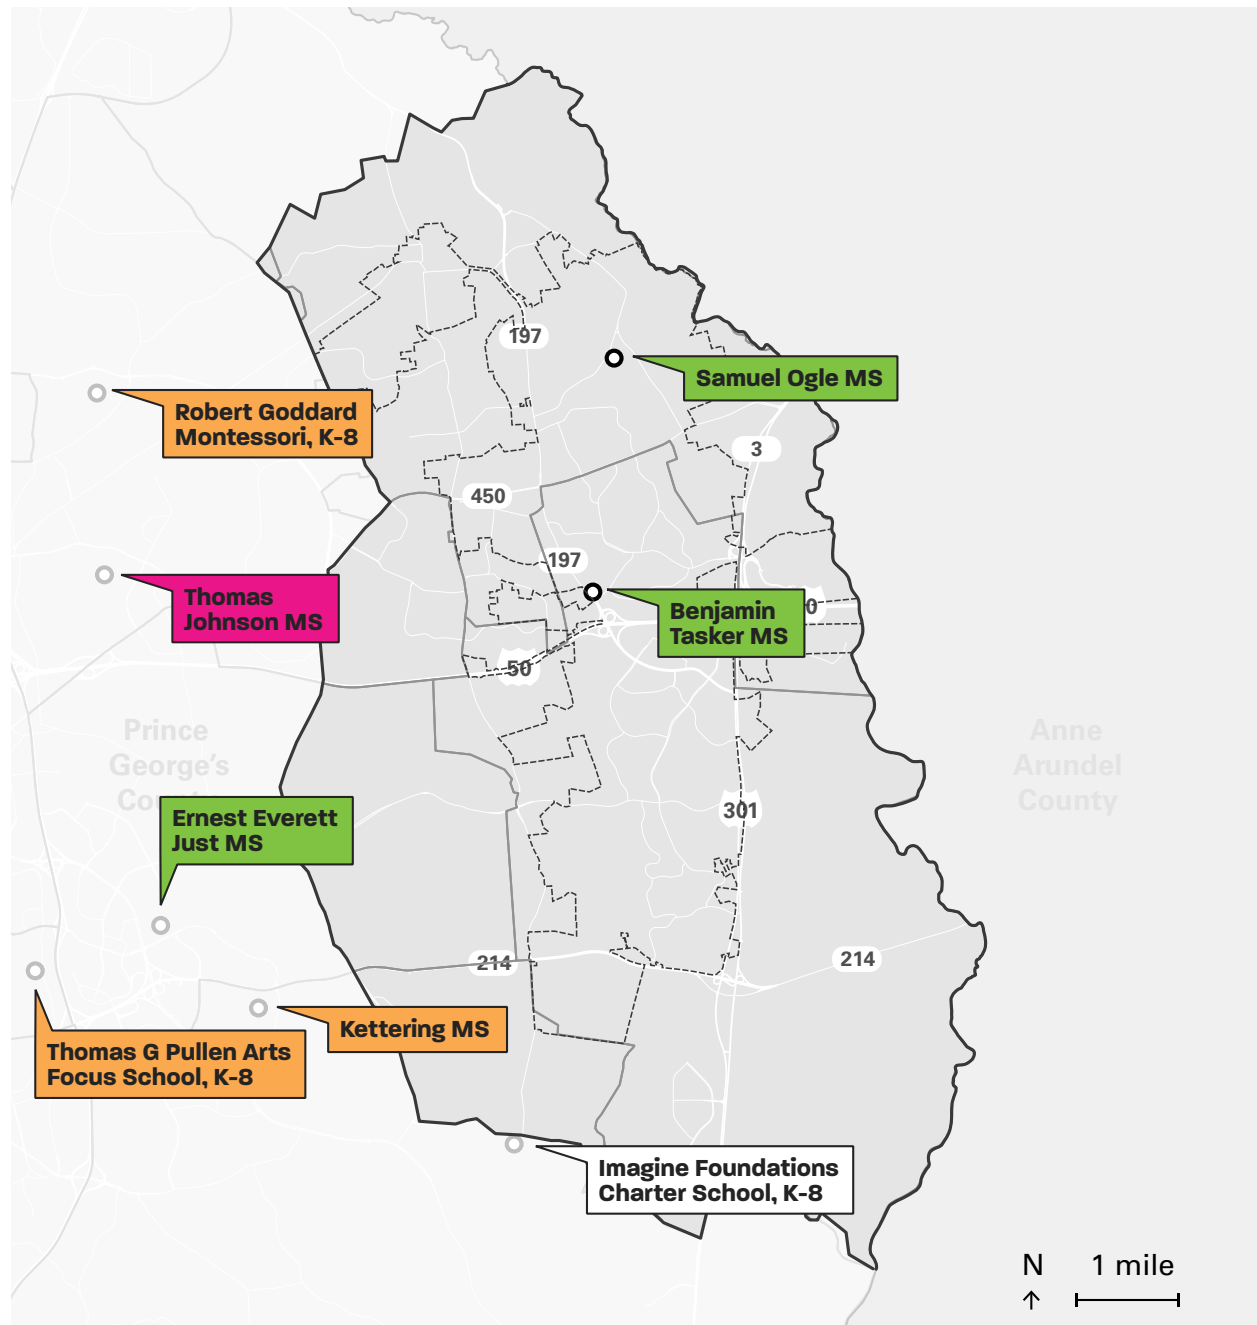 197
Samuel Ogle MS
Robert Goddard
Montessori, K-8
3
450
197
Thomas
Johnson MS
Benjamin
Tasker MS
0
50
Prince
George's
Anne
Arundel
County
Ernest Everett
Just MS
301
214
214
Kettering MS
Thomas G Pullen Arts
Focus School, K-8
Imagine Foundations
Charter School, K-8
N
1 mile